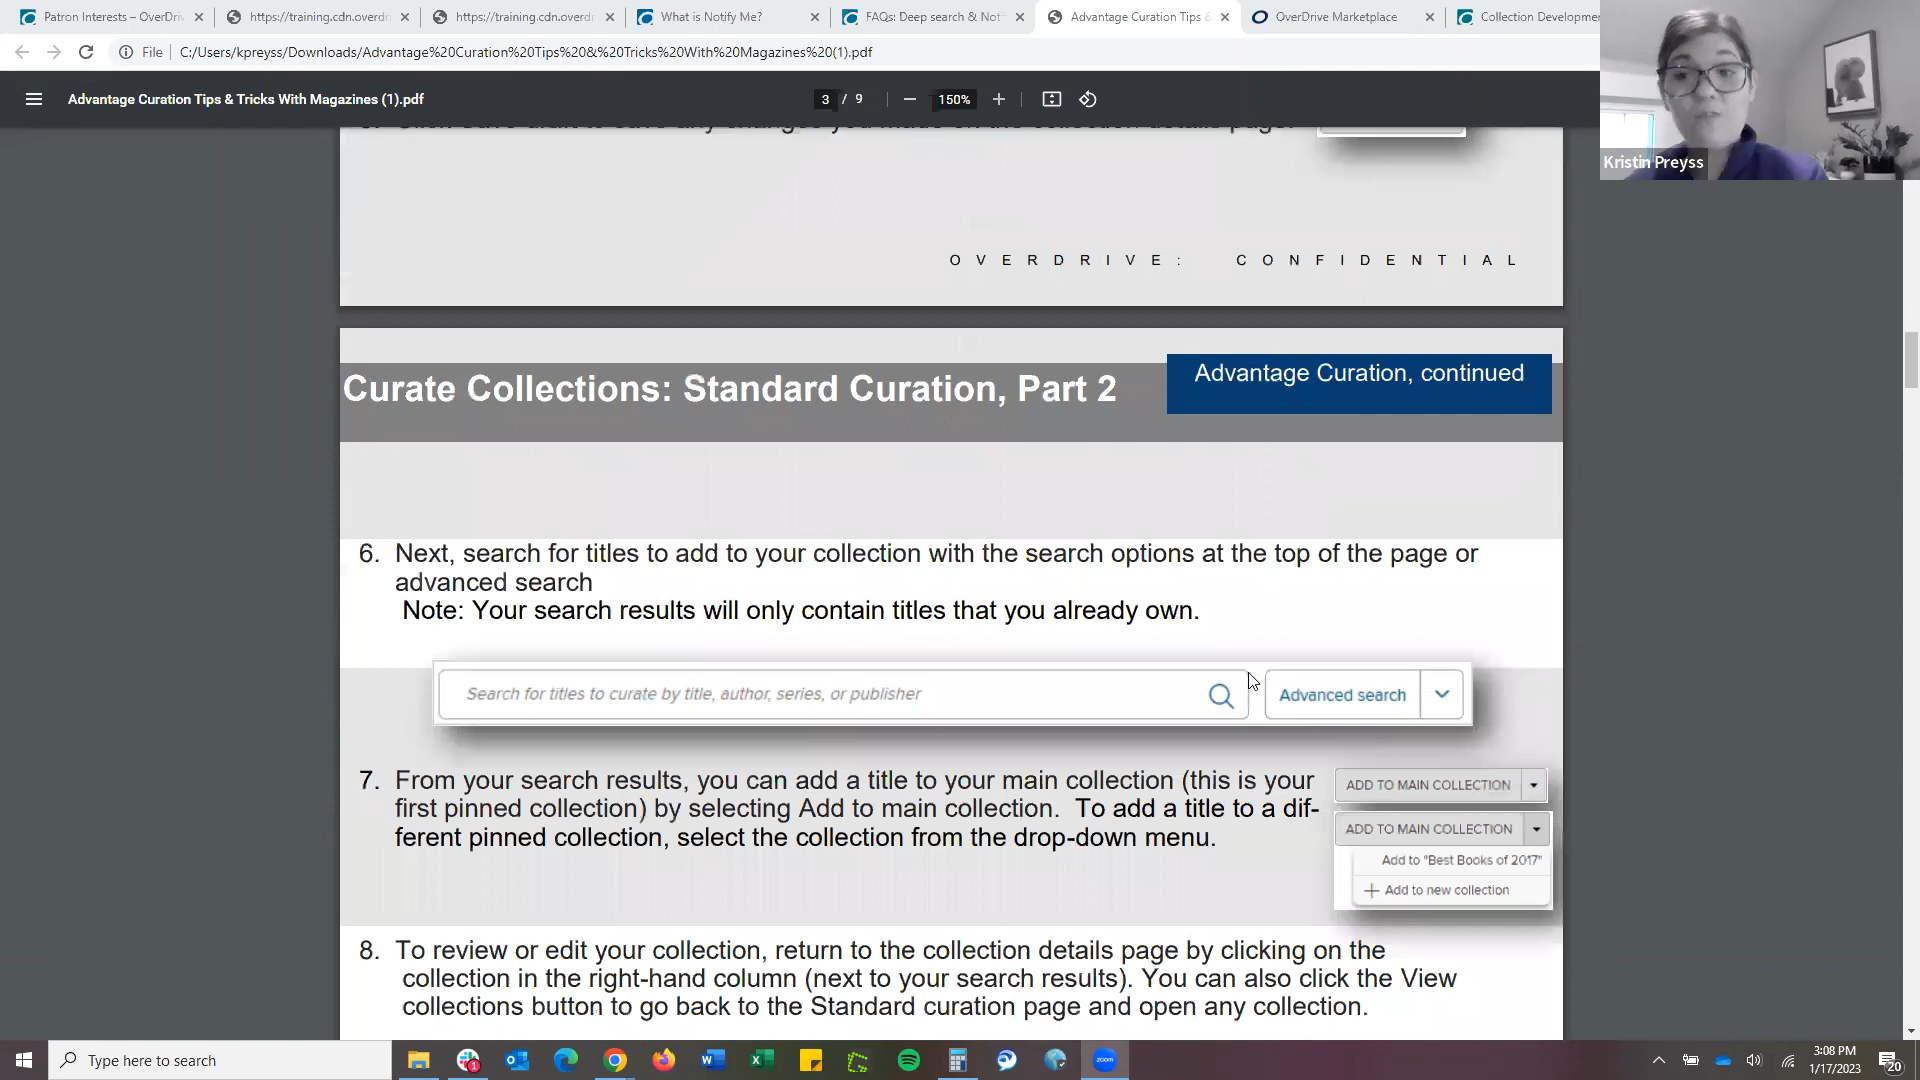 Patron Interests – OverDri
https://training.cdn.overdr
https://training.cdn.overdr
What is Notify Me?
FAQs: Deep search & Not
Advantage Curation Tips &
OverDrive Marketplace
Collection Developmen
File
C:/Users/kpreyss/Downloads/Advantage%20Curation%20Tips%20&%20Tricks%20With%20Magazines%20(1).pdf
Advantage Curation Tips & Tricks With Magazines (1).pdf
3 / 9
150%
Kristin Preyss
OVERDRIVE: CONFIDENTIAL
Curate Collections: Standard Curation, Part 2
Advantage Curation, continued
6. Next, search for titles to add to your collection with the search options at the top of the page or
advanced search
Note: Your search results will only contain titles that you already own.
Search for titles to curate by title, author, series, or publisher
Advanced search
7. From your search results, you can add a title to your main collection (this is your
first pinned collection) by selecting Add to main collection. To add a title to a dif-
ferent pinned collection, select the collection from the drop-down menu.
ADD TO MAIN COLLECTION
ADD TO MAIN COLLECTION
Add to "Best Books of 2017"
Add to new collection
8. To review or edit your collection, return to the collection details page by clicking on the
collection in the right-hand column (next to your search results). You can also click the View
collections button to go back to the Standard curation page and open any collection.
Type here to search
zoom
3:08 PM
1/17/2023
20